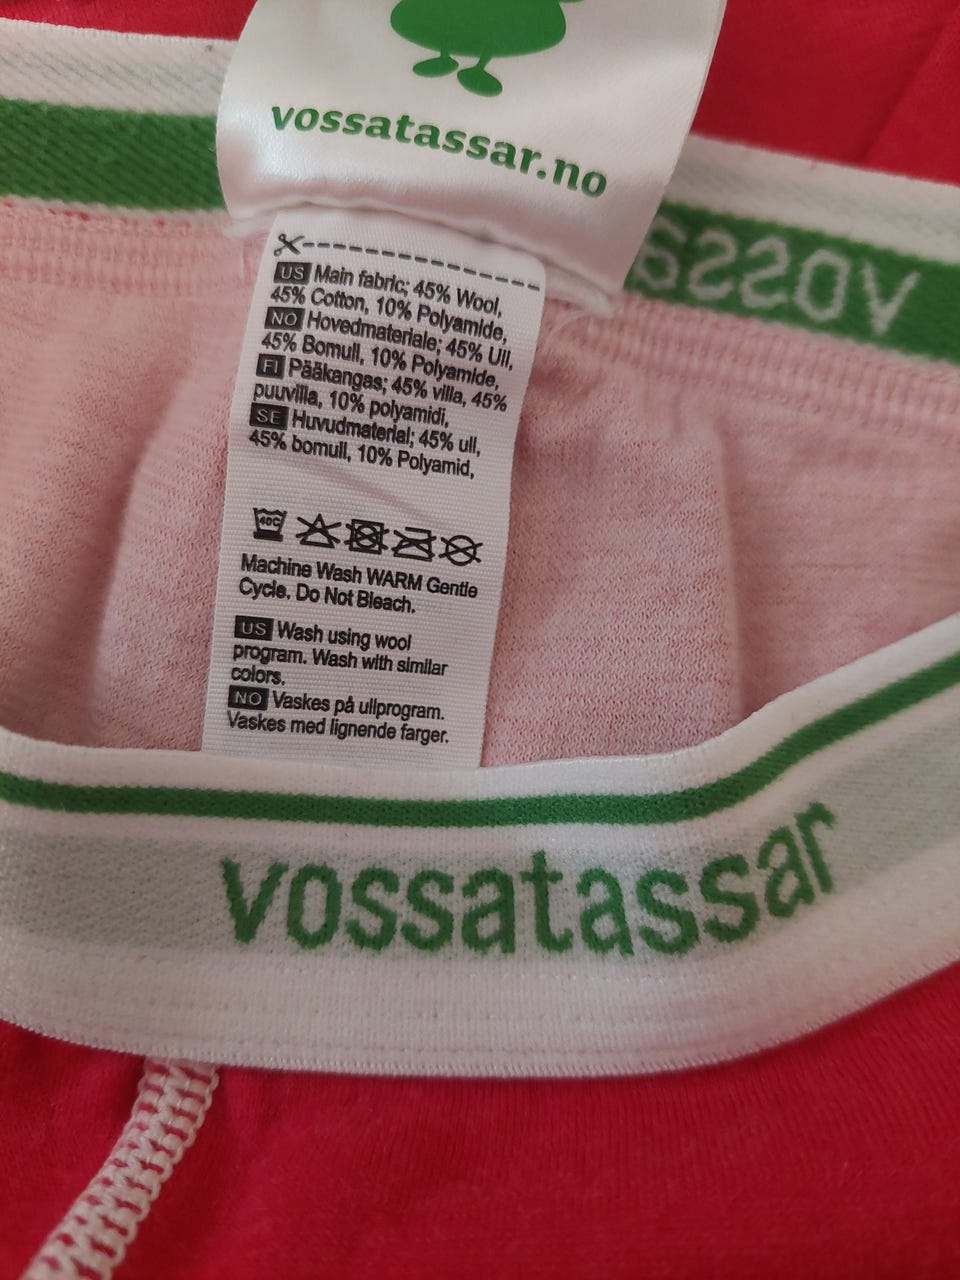 vossatassar.no
vossa
US Main fabric; 45% Wool,
45% Cotton, 10% Polyamide,
NO Hovedmateriale; 45% Ull,
45% Bomull, 10% Polyamide,
FI Pääkangas; 45% villa, 45%
puuvilla, 10% polyamidi,
SE Huvudmaterial; 45% ull,
45% bomull, 10% Polyamid,
40C
Machine Wash WARM Gentle
Cycle. Do Not Bleach.
US Wash using wool
program. Wash with similar
colors.
NO Vaskes på ullprogram.
Vaskes med lignende farger.
vossatassar